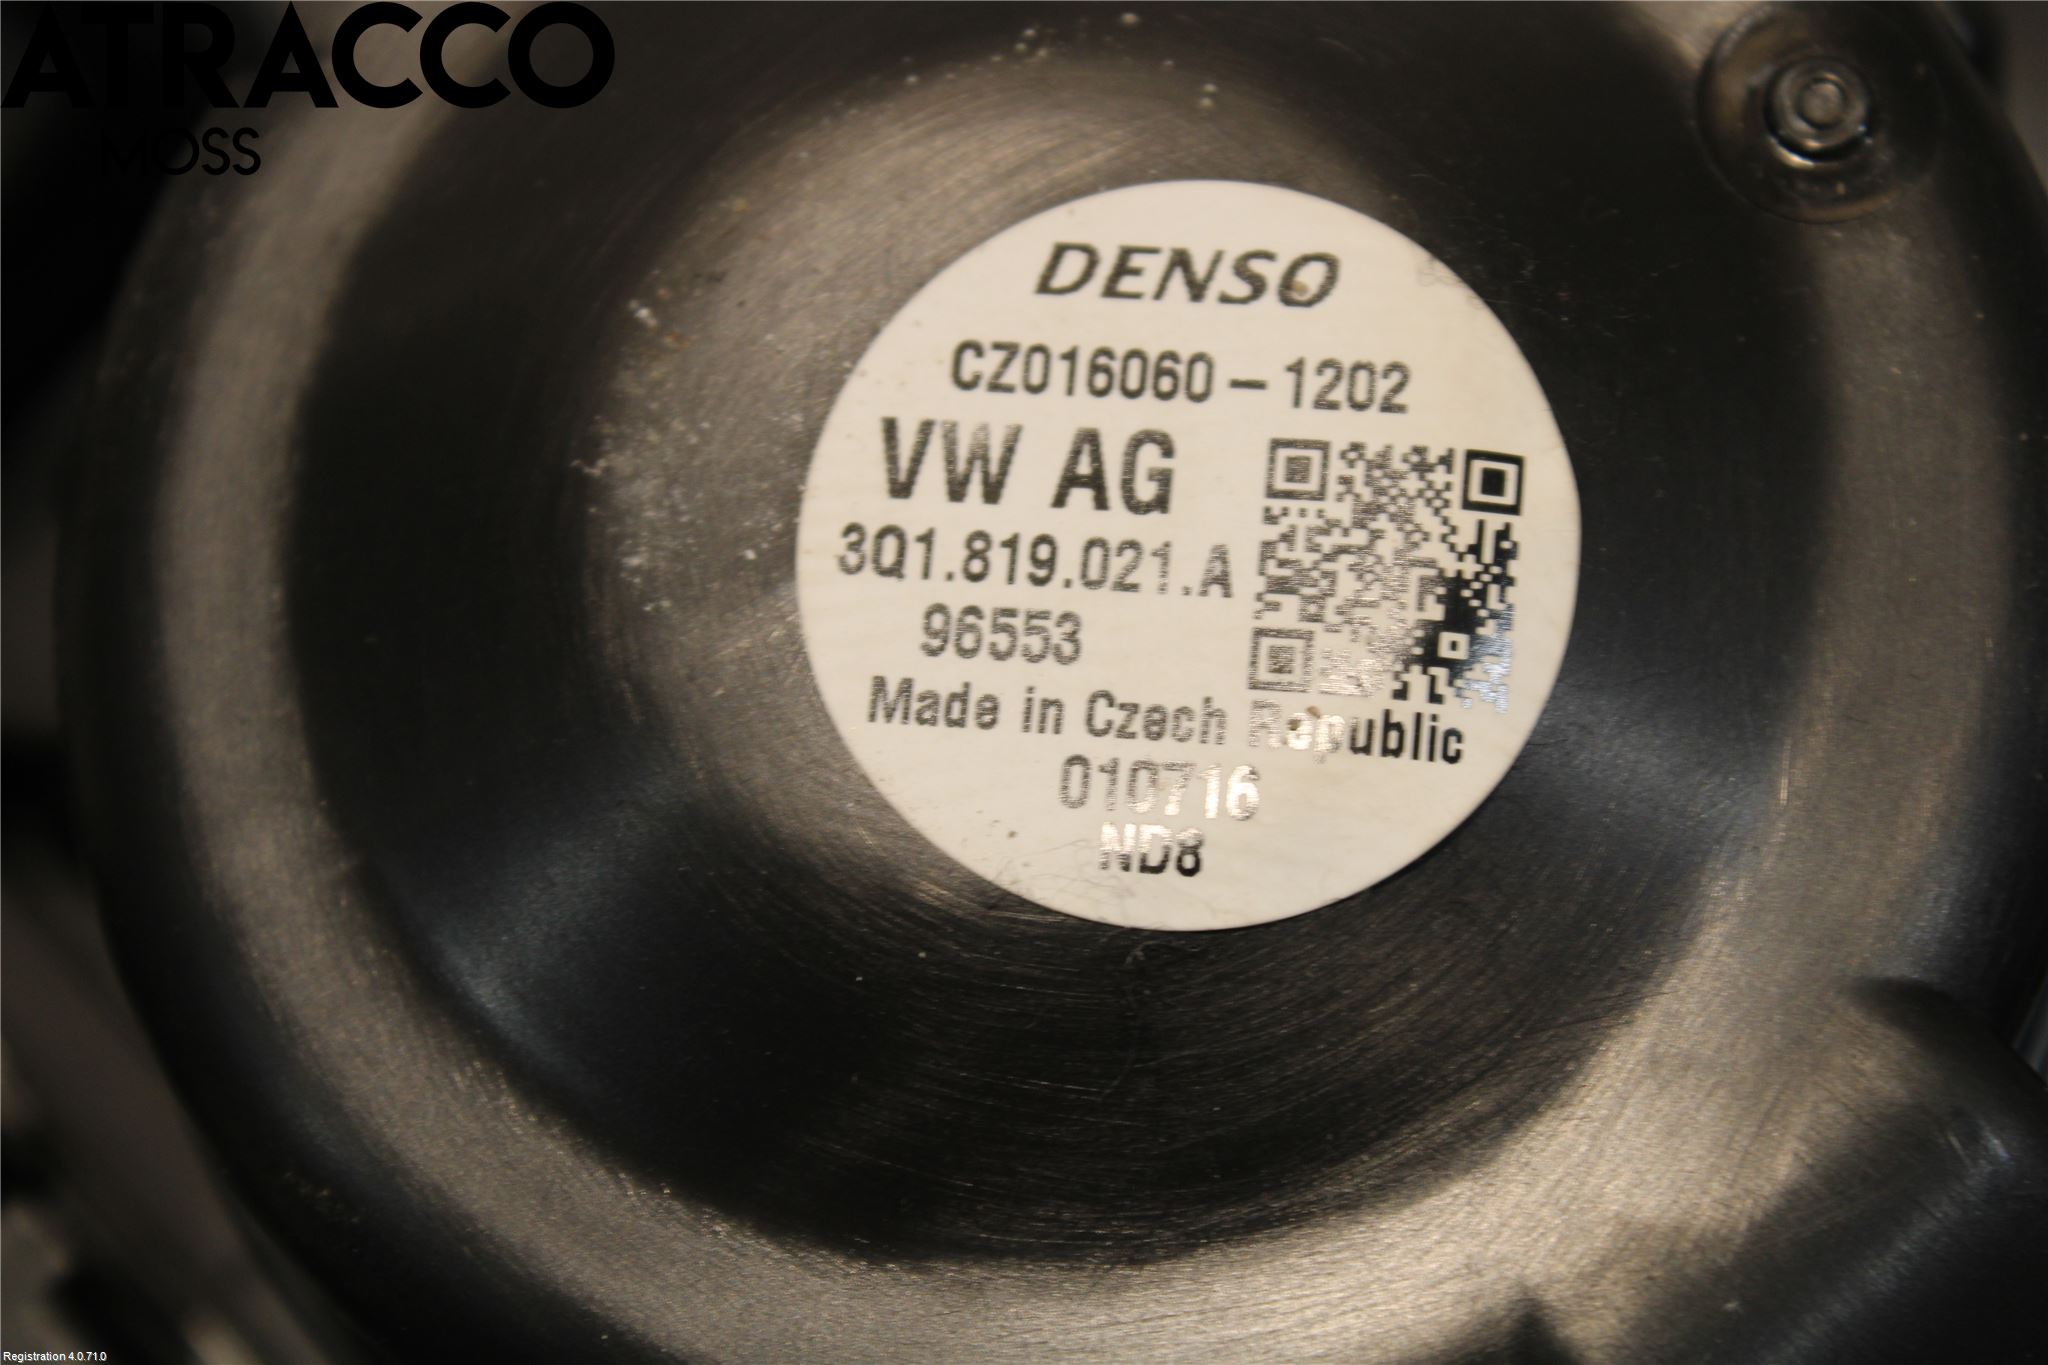 ATRACCO
MOSS
DENSO
CZ016060-1202
VW AG
3Q1.819.021.A
96553
Made in Czech Republic
010716
ND8
Registration 4.0.71.0